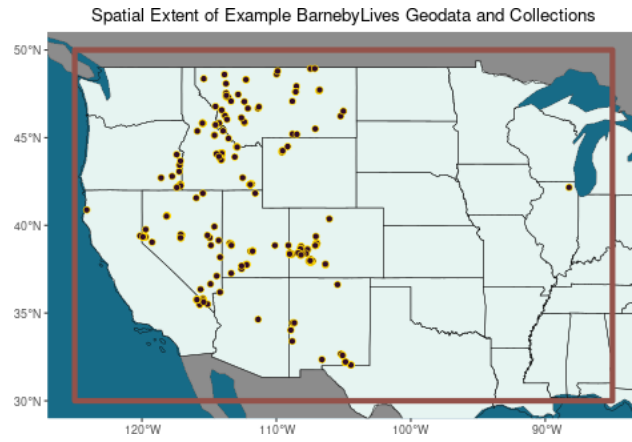 Spatial Extent of Example BarnebyLives Geodata and Collections
50°N
45°N
40°N
35°N
30°N
120°W 110°W 100°W 90°W